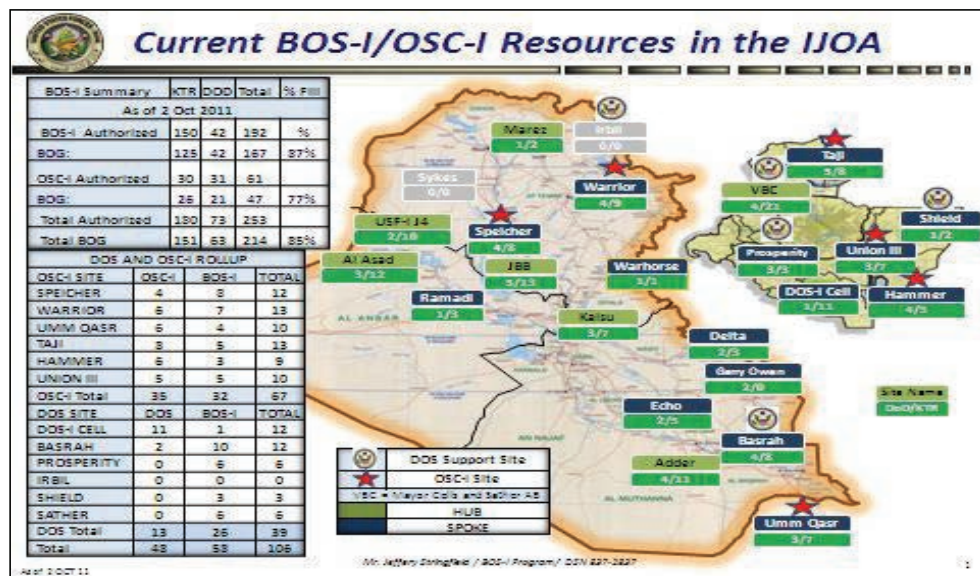 Current BOS-I/OSC-I Resources in the IJOA
BOS-I Summary KTR DOD Total % Fill
As of 2 Oct 2011
BOS-I Authorized 150 42 192 %
BOG: 125 42 167 87%
OSC-I Authorized 30 31 61
BOG: 26 21 47 77%
Total Authorized 180 73 253
Total BOG 151 63 214 85%
DOS AND OSC-I ROLLUP
OSC-I SITE OSC-I BOS-I TOTAL
SPEICHER 4 8 12
WARRIOR 6 7 13
UMM QASR 6 4 10
TAJI 8 5 13
HAMMER 6 3 9
UNION III 5 5 10
OSC-I Total 35 32 67
DOS SITE DOS BOS-I TOTAL
DOS-I CELL 11 1 12
BASRAH 2 10 12
PROSPERITY 0 6 6
IRBIL 0 0 0
SHIELD 0 3 3
SATHER 0 6 6
DOS Total 13 26 39
Total 48 58 106
Marez
1/2
Irbil
0/0
Sykes
0/0
Warrior
4/9
USF-I J4
2/10
Speicher
4/8
Al Asad
3/12
JBB
5/13
Warhorse
1/1
Ramadi
1/3
Kalsu
3/7
Delta
2/3
Garry Owen
2/0
Echo
2/5
Basrah
4/8
Adder
4/11
Umm Qasr
3/7
Taji
5/8
VBC
4/21
Shield
1/2
Prosperity
3/3
Union III
3/7
DOS-I Cell
1/11
Hammer
4/5
Site Name
DoD/KTR
AL ANBAR
AN NAJAF
AL MUTHANNA
DOS Support Site
OSC-I Site
VBC = Mayor Cells and Sather AB
HUB
SPOKE
As of 2 OCT 11
Mr. Jeffery Stringfield / BOS-I Program/ DSN 837-2837